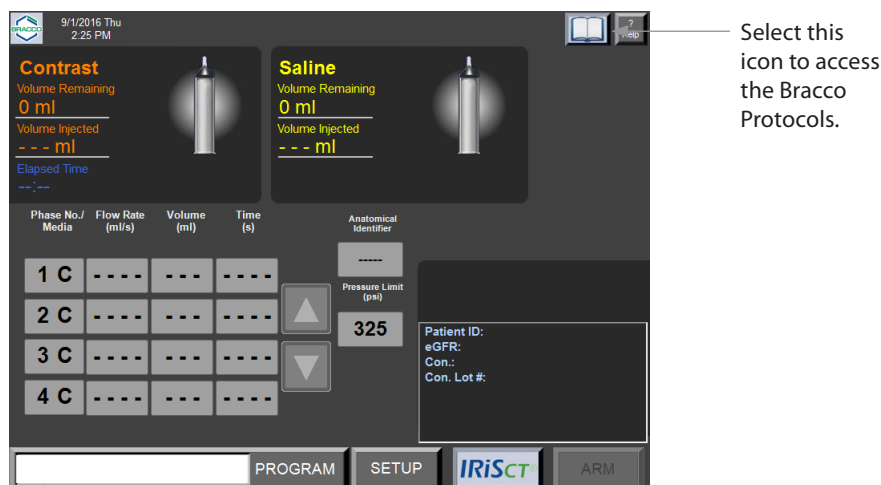 BRACCO
9/1/2016 Thu
2:25 PM
?
Help
Select this
icon to access
the Bracco
Protocols.
Contrast
Volume Remaining
0 ml
Volume Injected
- - - ml
Elapsed Time
--:--
Saline
Volume Remaining
0 ml
Volume Injected
- - - ml
Phase No./ Flow Rate Volume Time
Media (ml/s) (ml) (s)
Anatomical
Identifier
-----
Pressure Limit
(psi)
325
1 C - - - - - - - - - - -
2 C - - - - - - - - - - -
3 C - - - - - - - - - - -
4 C - - - - - - - - - - -
Patient ID:
eGFR:
Con.:
Con. Lot #:
PROGRAM SETUP IRiSCT® ARM